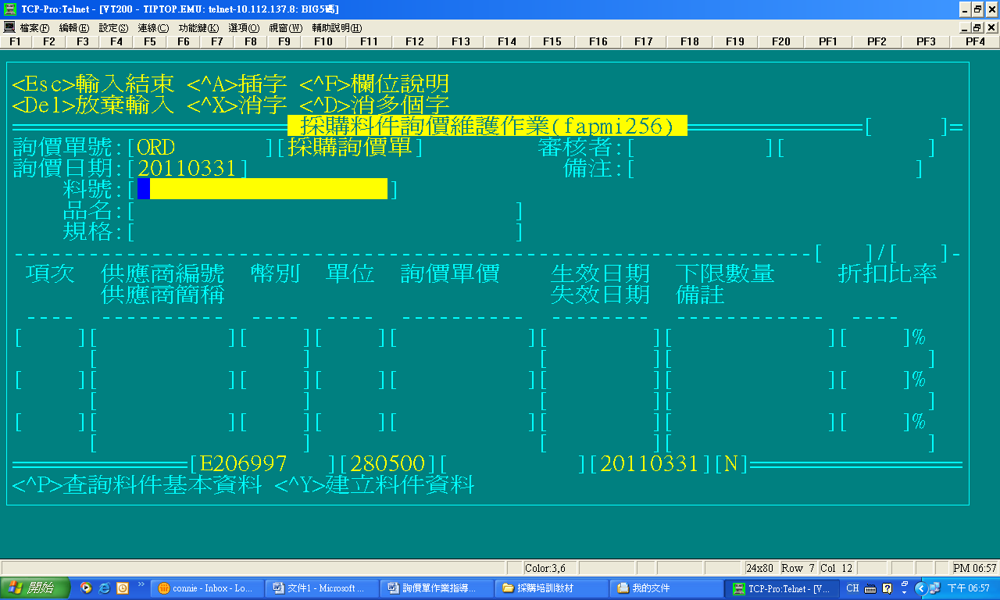 TCP-Pro:Telnet - [VT200 - TIPTOP.EMU: telnet-10.112.137.8: BIG5碼]
檔案(F) 編輯(E) 設定(S) 連線(C) 功能鍵(K) 選項(O) 視窗(W) 輔助說明(H)
F1 F2 F3 F4 F5 F6 F7 F8 F9 F10 F11 F12 F13 F14 F15 F16 F17 F18 F19 F20 PF1 PF2 PF3 PF4
<Esc>輸入結束 <^A>插字 <^F>欄位說明
<Del>放棄輸入 <^X>消字 <^D>消多個字
採購料件詢價維護作業(fapmi256) [ ]=
詢價單號:[ORD ][採購詢價單] 審核者:[ ][ ]
詢價日期:[20110331] 備注:[ ]
料號:[ ]
品名:[ ]
規格:[ ]
[ ]/[ ]-
項次 供應商編號 幣別 單位 詢價單價 生效日期 下限數量 折扣比率
供應商簡稱 失效日期 備註
---- ---------- ---- ---- ---------- -------- ------------ ----
[ ][ ][ ][ ][ ][ ][ ][ ]%
[ ] [ ][ ]
[ ][ ][ ][ ][ ][ ][ ][ ]%
[ ] [ ][ ]
[ ][ ][ ][ ][ ][ ][ ][ ]%
[ ] [ ][ ]
[E206997 ][280500][ ][20110331][N]
<^P>查詢料件基本資料 <^Y>建立料件資料
Color:3,6 24x80 Row 7 Col 12 PM 06:57
開始 » connie - Inbox - Lo... 文件1 - Microsoft ... 詢價單作業指導... 採購培訓教材 我的文件 TCP-Pro:Telnet - [V... CH 下午 06:57